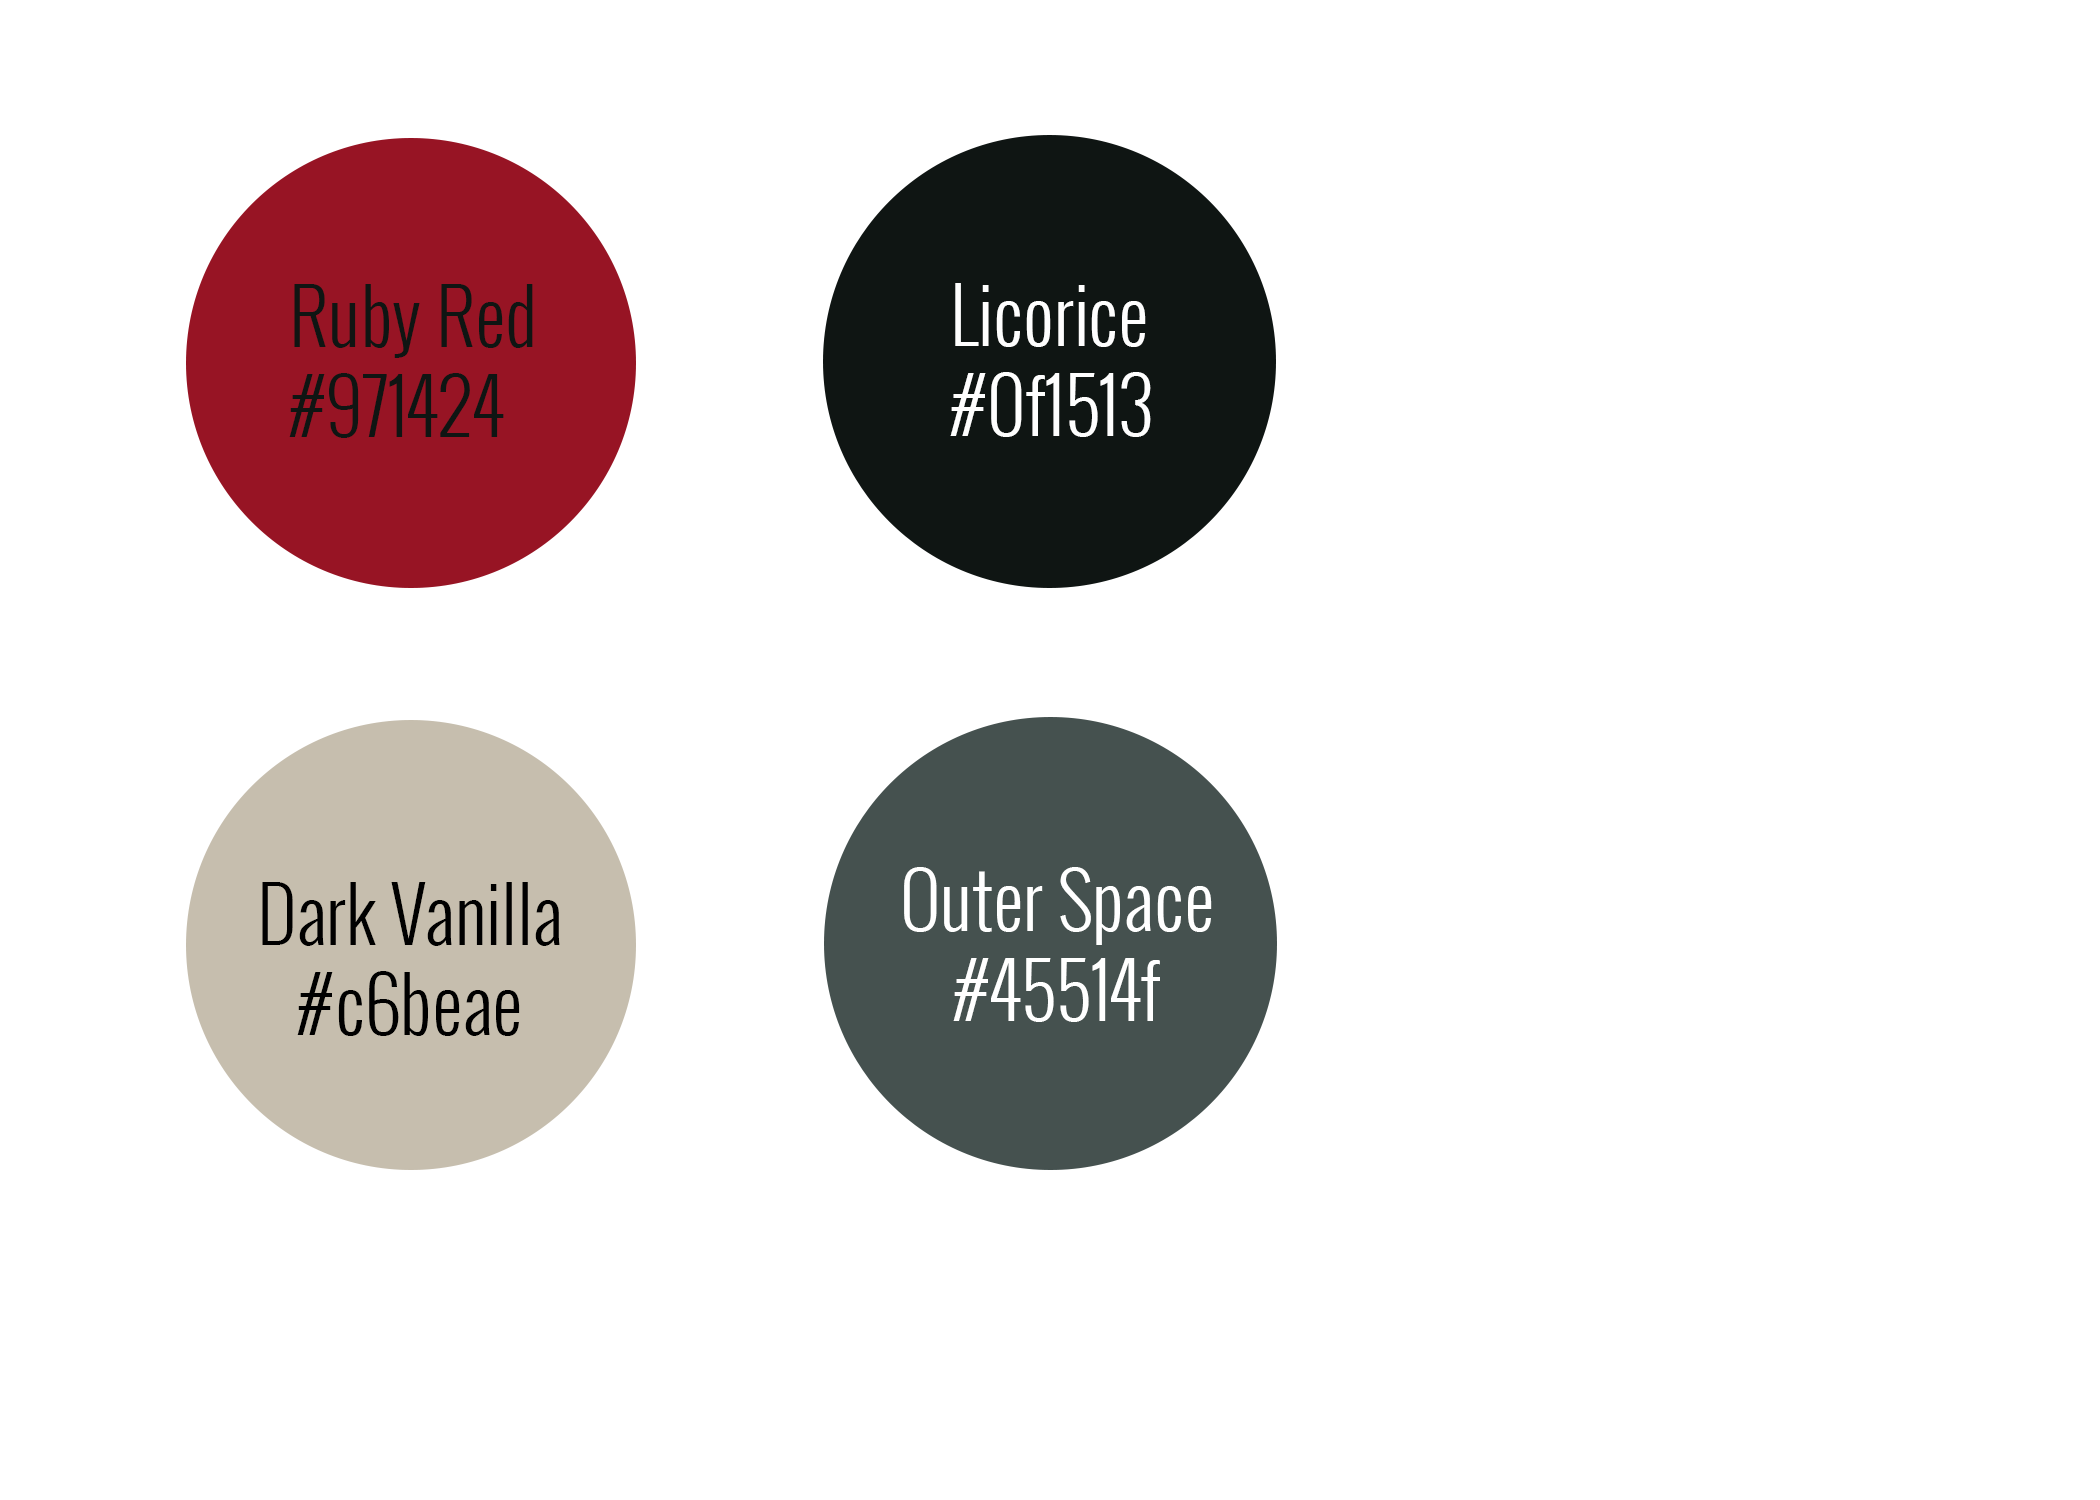 Ruby Red
#971424
Licorice
#0f1513
Dark Vanilla
#c6beae
Outer Space
#45514f